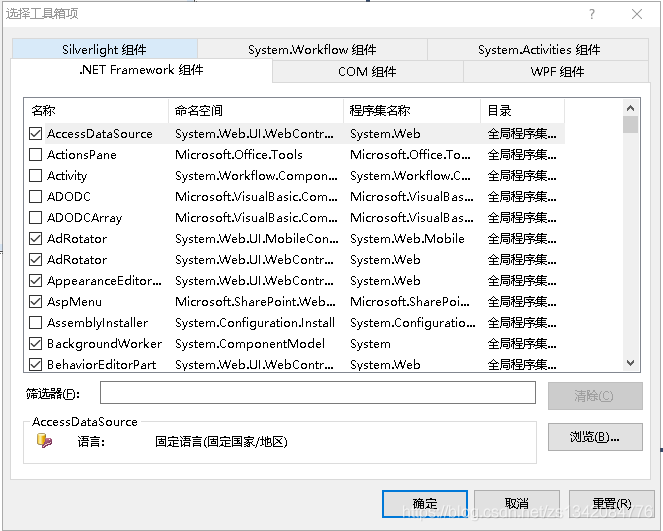 选择工具箱项
Silverlight 组件 System.Workflow 组件 System.Activities 组件
.NET Framework 组件 COM 组件 WPF 组件
名称 命名空间 程序集名称 目录
AccessDataSource System.Web.UI.WebContr... System.Web 全局程序集...
ActionsPane Microsoft.Office.Tools Microsoft.Office.To... 全局程序集...
Activity System.Workflow.Compon... System.Workflow.C... 全局程序集...
ADODC Microsoft.VisualBasic.Com... Microsoft.VisualBas... 全局程序集...
ADODCArray Microsoft.VisualBasic.Com... Microsoft.VisualBas... 全局程序集...
AdRotator System.Web.UI.MobileCon... System.Web.Mobile 全局程序集...
AdRotator System.Web.UI.WebContr... System.Web 全局程序集...
AppearanceEditor... System.Web.UI.WebContr... System.Web 全局程序集...
AspMenu Microsoft.SharePoint.Web... Microsoft.SharePoi... 全局程序集...
AssemblyInstaller System.Configuration.Install System.Configuratio... 全局程序集...
BackgroundWorker System.ComponentModel System 全局程序集...
BehaviorEditorPart System.Web.UI.WebContr... System.Web 全局程序集...
筛选器(F): 清除(C)
AccessDataSource
语言: 固定语言(固定国家/地区) 浏览(B)...
确定 取消 重置(R)